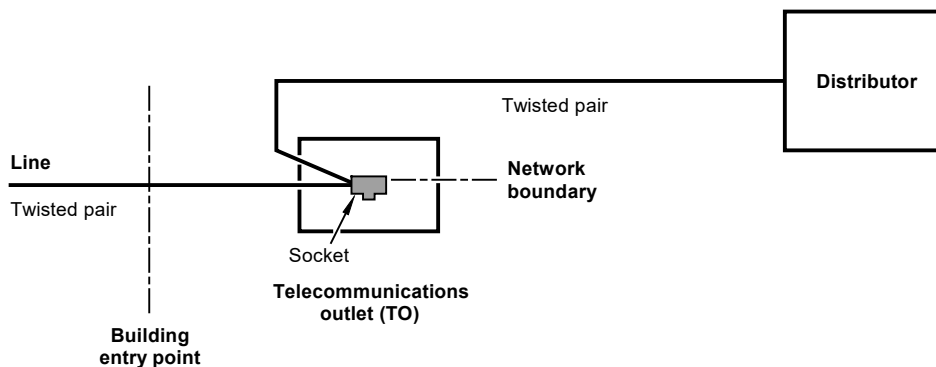 Distributor
Twisted pair
Line
Network
boundary
Twisted pair
Socket
Telecommunications
outlet (TO)
Building
entry point